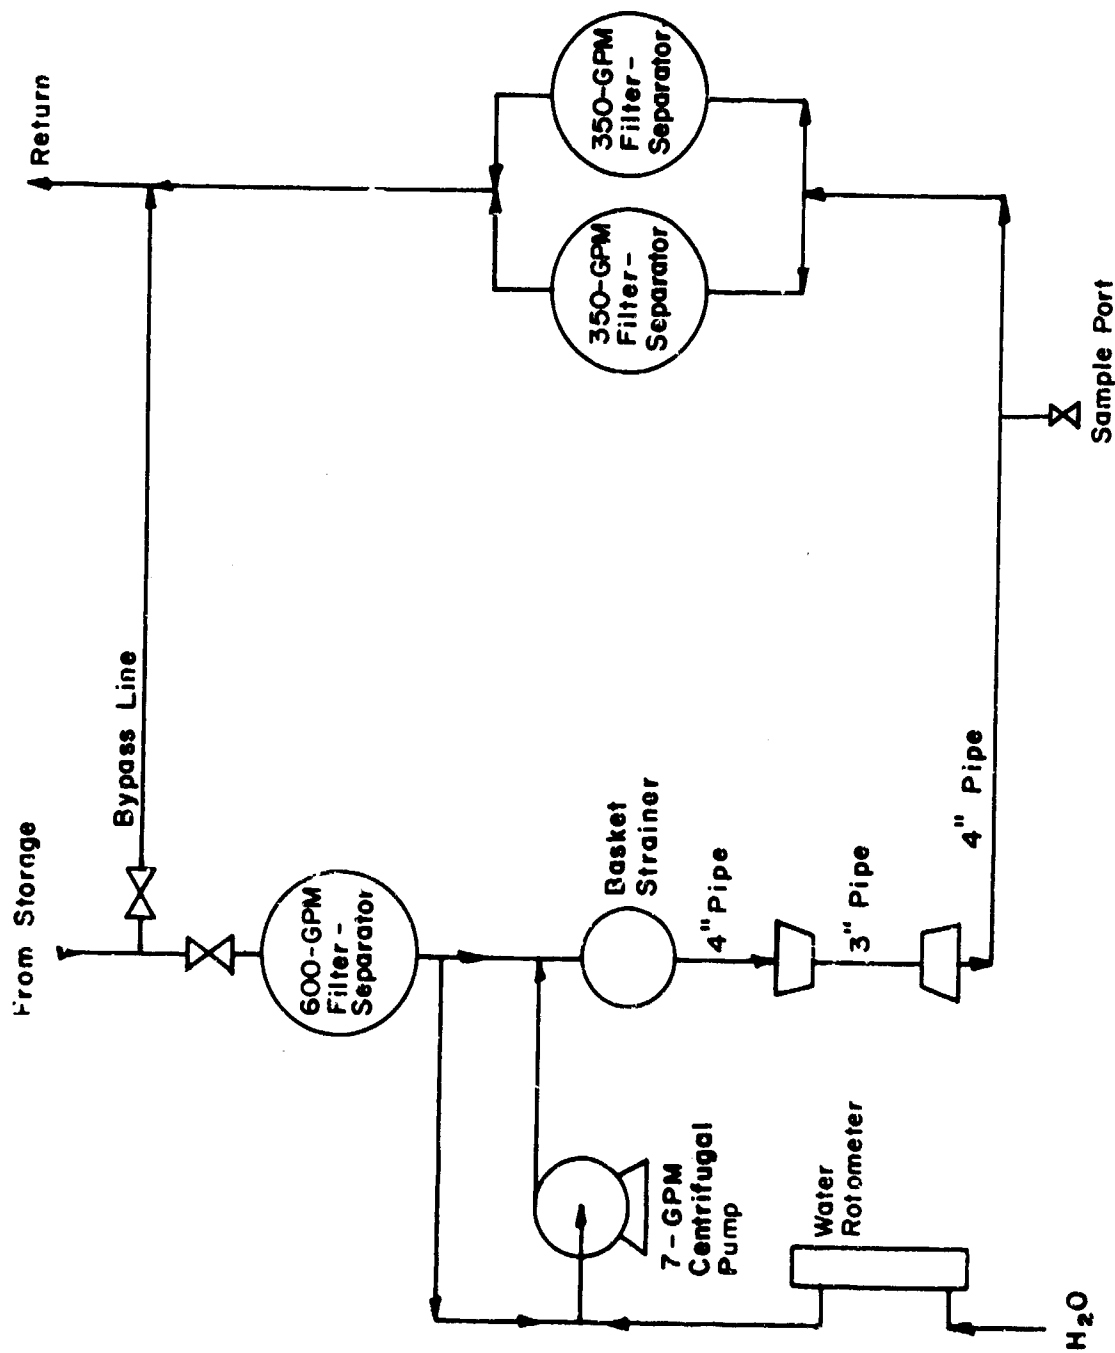 From Storage
Bypass Line
Return
600-GPM
Filter-
Separator
350-GPM
Filter-
Separator
350-GPM
Filter-
Separator
Basket
Strainer
4" Pipe
3" Pipe
4" Pipe
7-GPM
Centrifugal
Pump
Water
Rotometer
H₂O
Sample Port